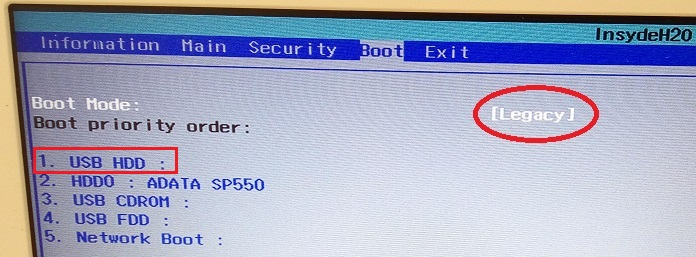 InsydeH20
Information Main Security Boot Exit
Boot Mode: [Legacy]
Boot priority order:
1. USB HDD :
2. HDD0 : ADATA SP550
3. USB CDROM :
4. USB FDD :
5. Network Boot :